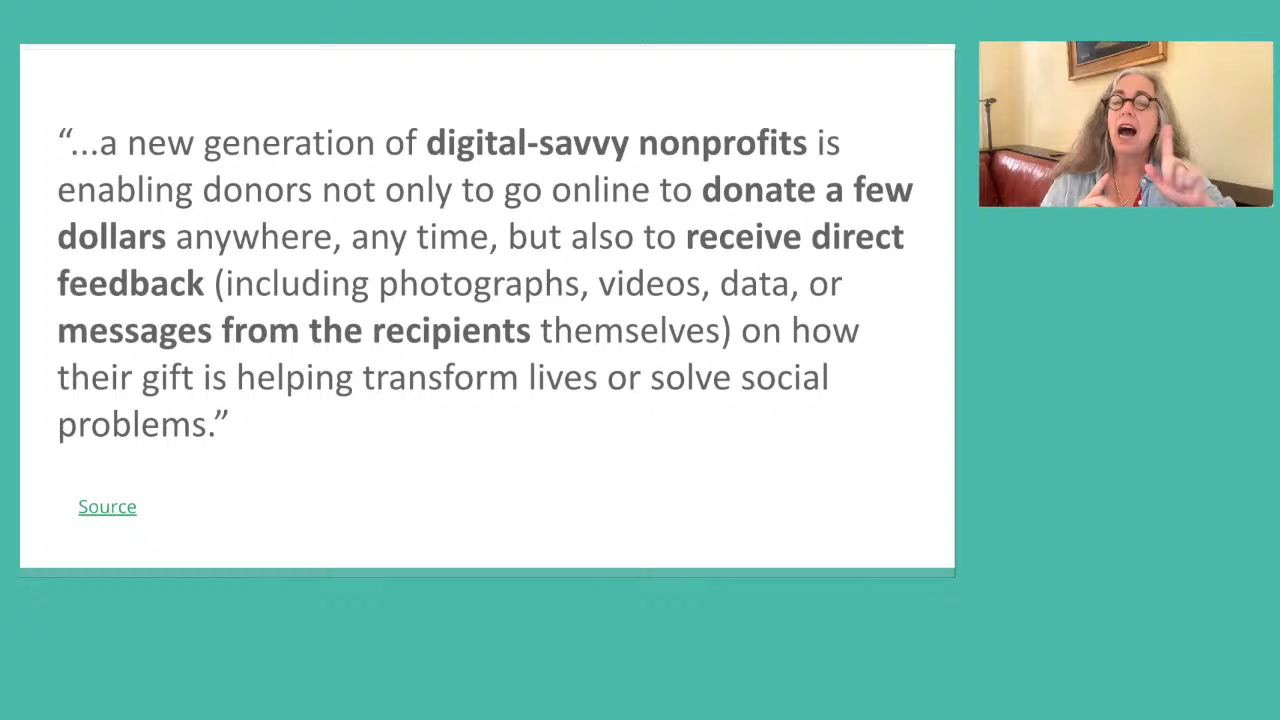 “...a new generation of digital-savvy nonprofits is
enabling donors not only to go online to donate a few
dollars anywhere, any time, but also to receive direct
feedback (including photographs, videos, data, or
messages from the recipients themselves) on how
their gift is helping transform lives or solve social
problems.”
Source